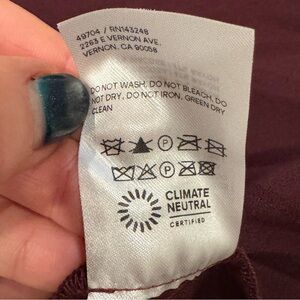 49704 / RN143248
2263 E VERNON AVE.
VERNON, CA 90058
DO NOT WASH, DO NOT BLEACH, DO
NOT DRY, DO NOT IRON, GREEN DRY
CLEAN
P
P
CLIMATE
NEUTRAL
CERTIFIED